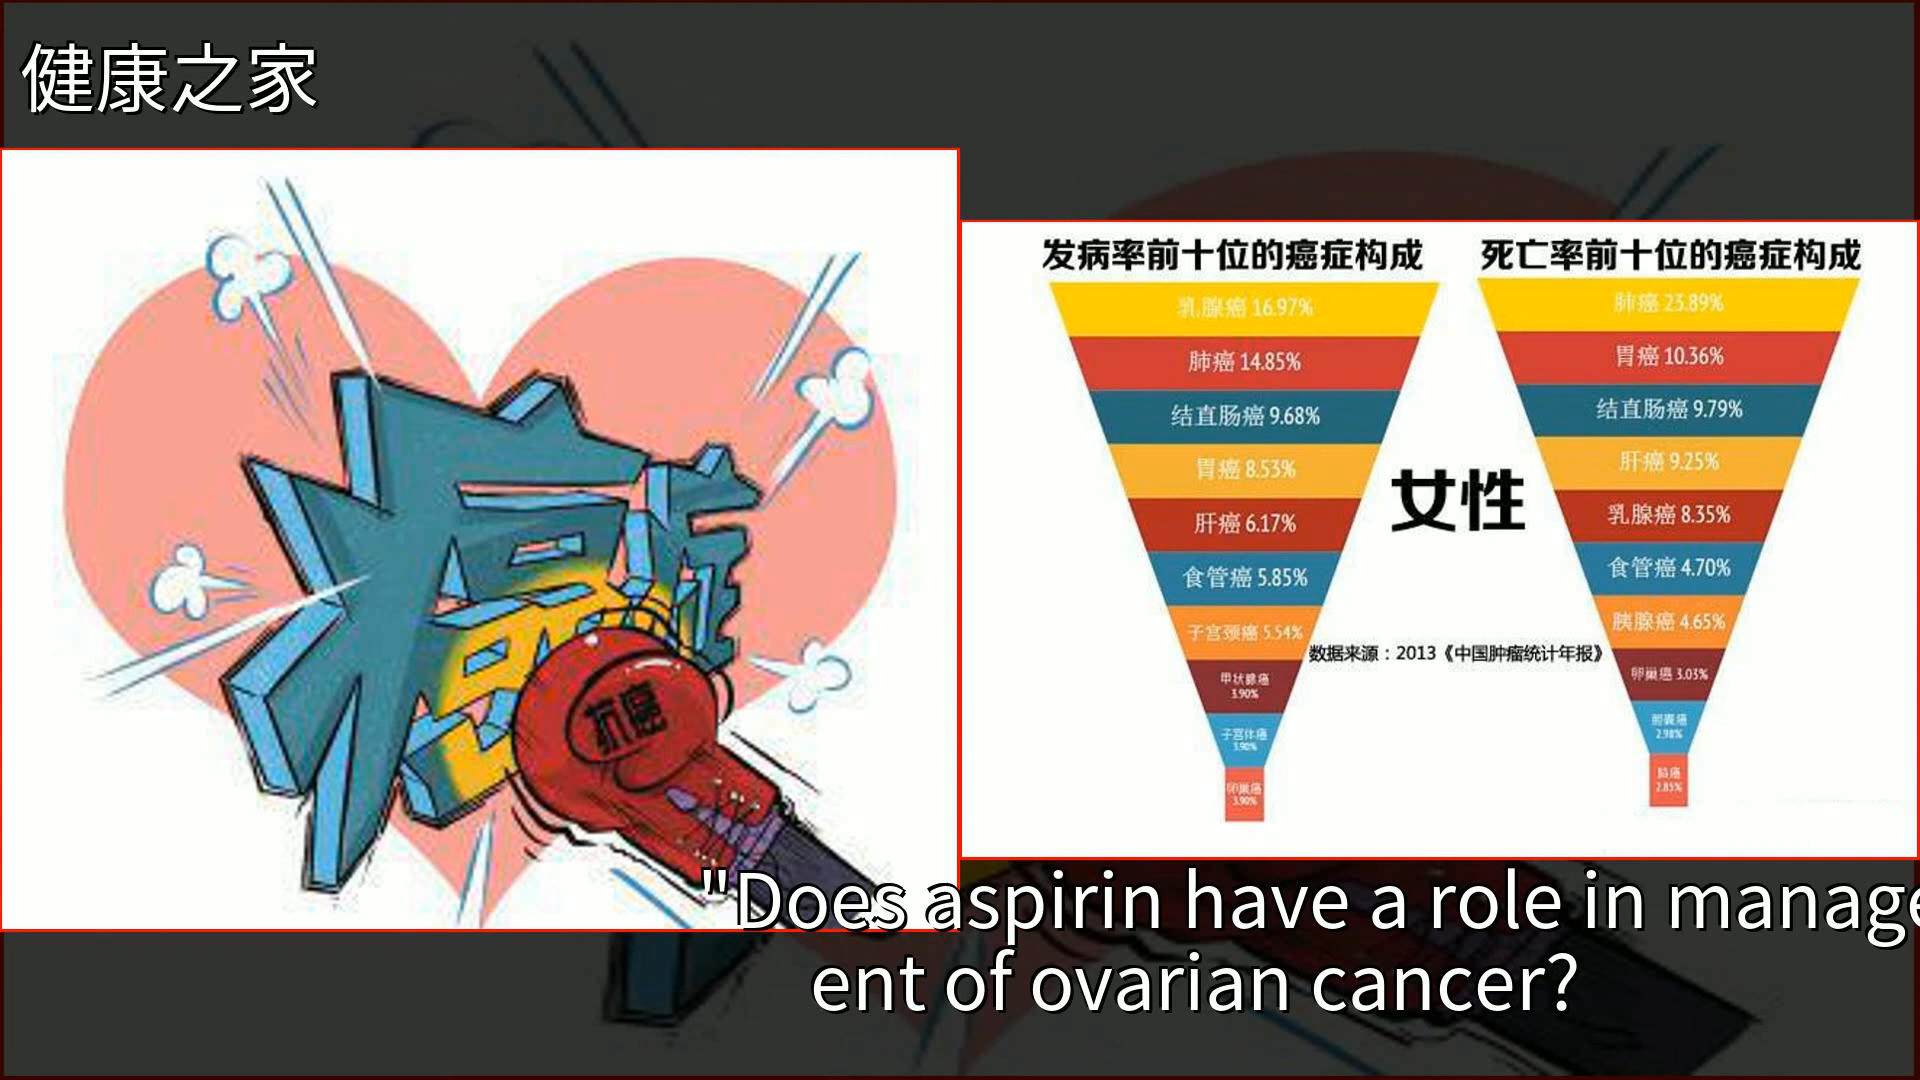 健康之家
癌症
抗癌
发病率前十位的癌症构成
乳腺癌 16.97%
肺癌 14.85%
结直肠癌 9.68%
胃癌 8.53%
肝癌 6.17%
食管癌 5.85%
子宫颈癌 5.54%
甲状腺癌
3.90%
子宫体癌
3.90%
卵巢癌
3.90%
女性
数据来源：2013《中国肿瘤统计年报》
死亡率前十位的癌症构成
肺癌 23.89%
胃癌 10.36%
结直肠癌 9.79%
肝癌 9.25%
乳腺癌 8.35%
食管癌 4.70%
胰腺癌 4.65%
卵巢癌 3.03%
胆囊癌
2.98%
脑癌
2.85%
"Does aspirin have a role in manage
ent of ovarian cancer?